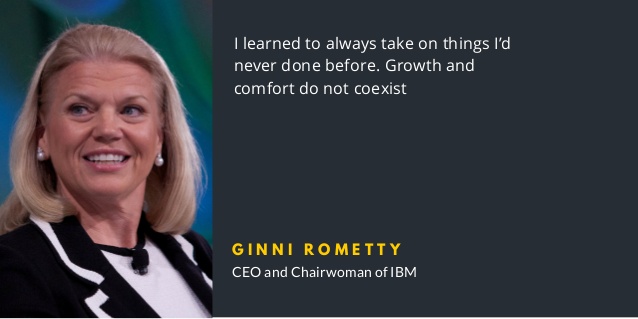 I learned to always take on things I’d
never done before. Growth and
comfort do not coexist
GINNI ROMETTY
CEO and Chairwoman of IBM